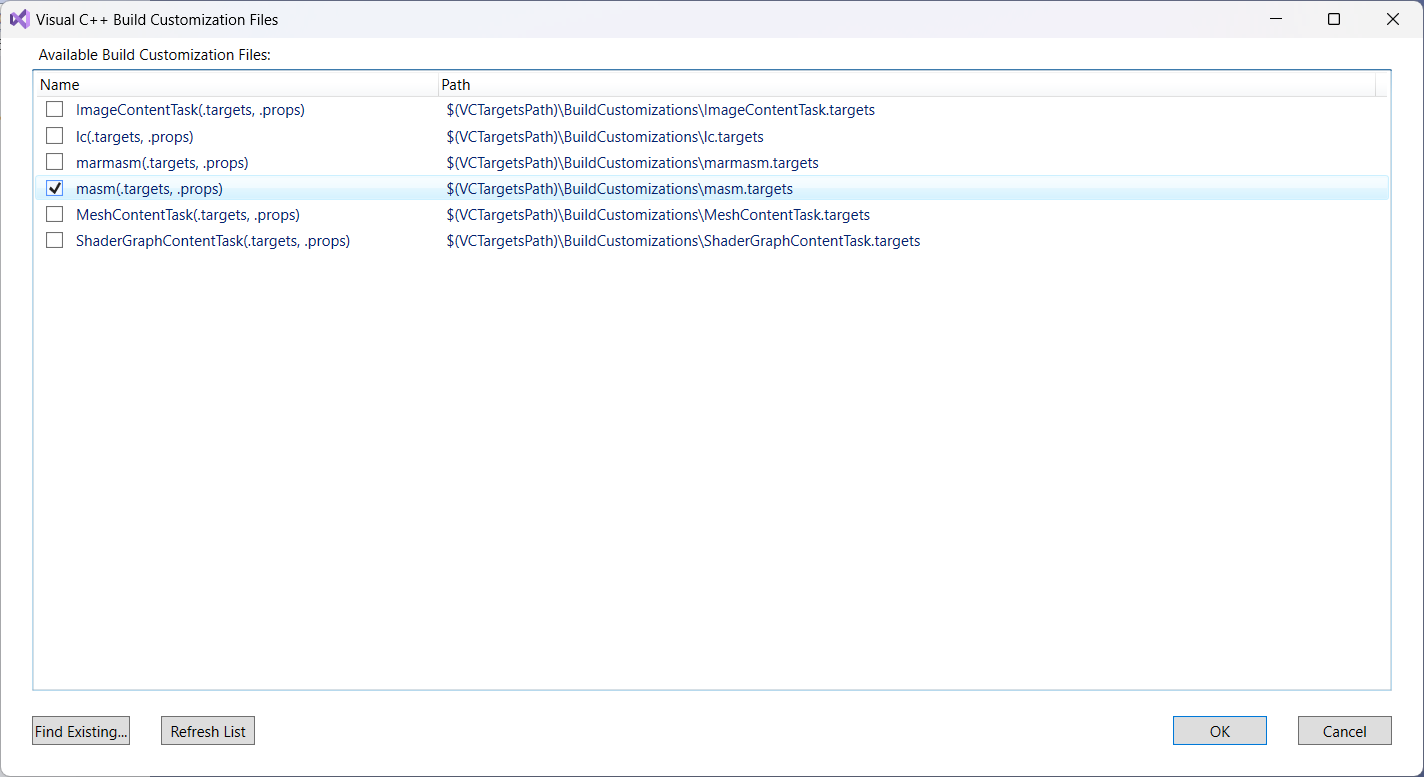 Visual C++ Build Customization Files
Available Build Customization Files:
Name Path
ImageContentTask(.targets, .props) $(VCTargetsPath)\BuildCustomizations\ImageContentTask.targets
lc(.targets, .props) $(VCTargetsPath)\BuildCustomizations\lc.targets
marmasm(.targets, .props) $(VCTargetsPath)\BuildCustomizations\marmasm.targets
masm(.targets, .props) $(VCTargetsPath)\BuildCustomizations\masm.targets
MeshContentTask(.targets, .props) $(VCTargetsPath)\BuildCustomizations\MeshContentTask.targets
ShaderGraphContentTask(.targets, .props) $(VCTargetsPath)\BuildCustomizations\ShaderGraphContentTask.targets
Find Existing... Refresh List OK Cancel